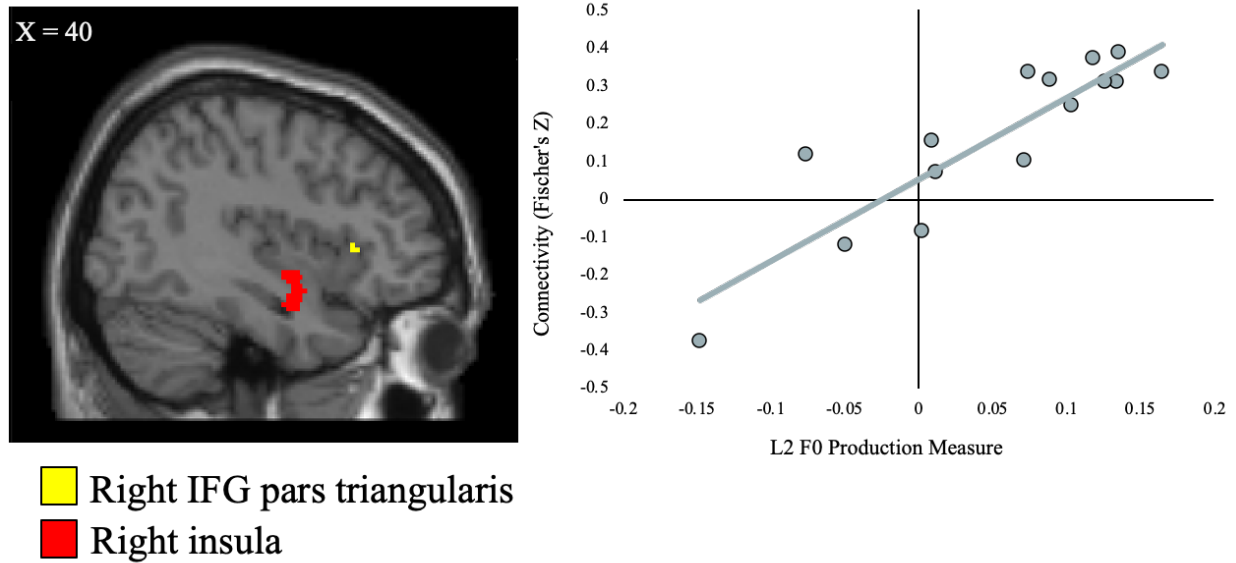 X = 40
Right IFG pars triangularis
Right insula
Connectivity (Fischer's Z)
0.5
0.4
0.3
0.2
0.1
0
-0.1
-0.2
-0.3
-0.4
-0.5
-0.2 -0.15 -0.1 -0.05 0 0.05 0.1 0.15 0.2
L2 F0 Production Measure